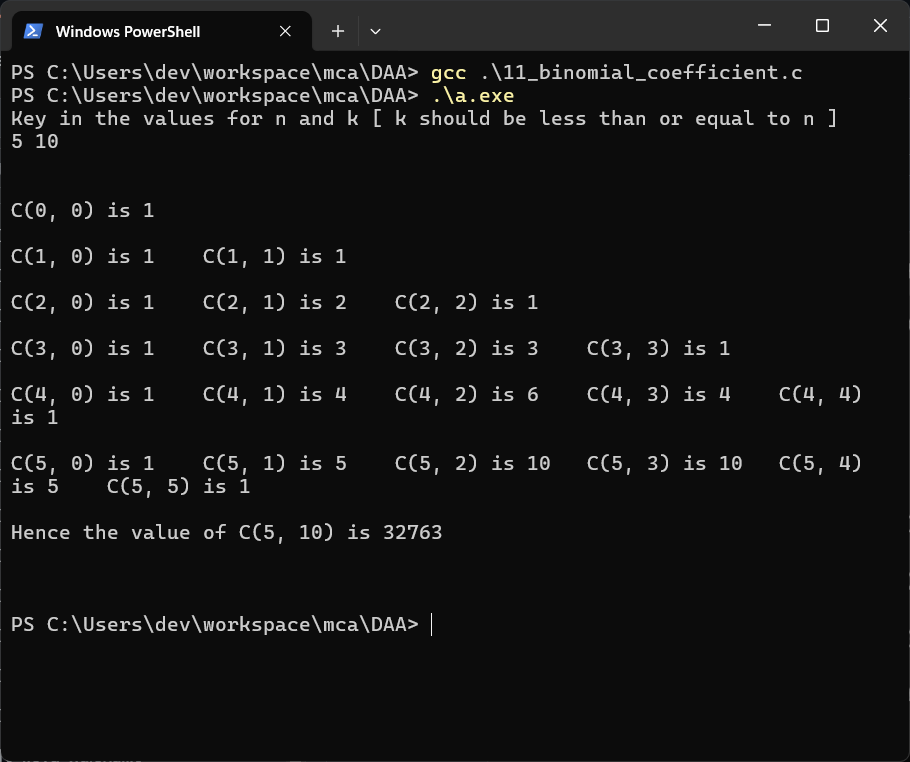 Windows PowerShell
PS C:\Users\dev\workspace\mca\DAA> gcc .\11_binomial_coefficient.c
PS C:\Users\dev\workspace\mca\DAA> .\a.exe
Key in the values for n and k [ k should be less than or equal to n ]
5 10
C(0, 0) is 1
C(1, 0) is 1    C(1, 1) is 1
C(2, 0) is 1    C(2, 1) is 2    C(2, 2) is 1
C(3, 0) is 1    C(3, 1) is 3    C(3, 2) is 3    C(3, 3) is 1
C(4, 0) is 1    C(4, 1) is 4    C(4, 2) is 6    C(4, 3) is 4    C(4, 4)
is 1
C(5, 0) is 1    C(5, 1) is 5    C(5, 2) is 10   C(5, 3) is 10   C(5, 4)
is 5    C(5, 5) is 1
Hence the value of C(5, 10) is 32763
PS C:\Users\dev\workspace\mca\DAA>